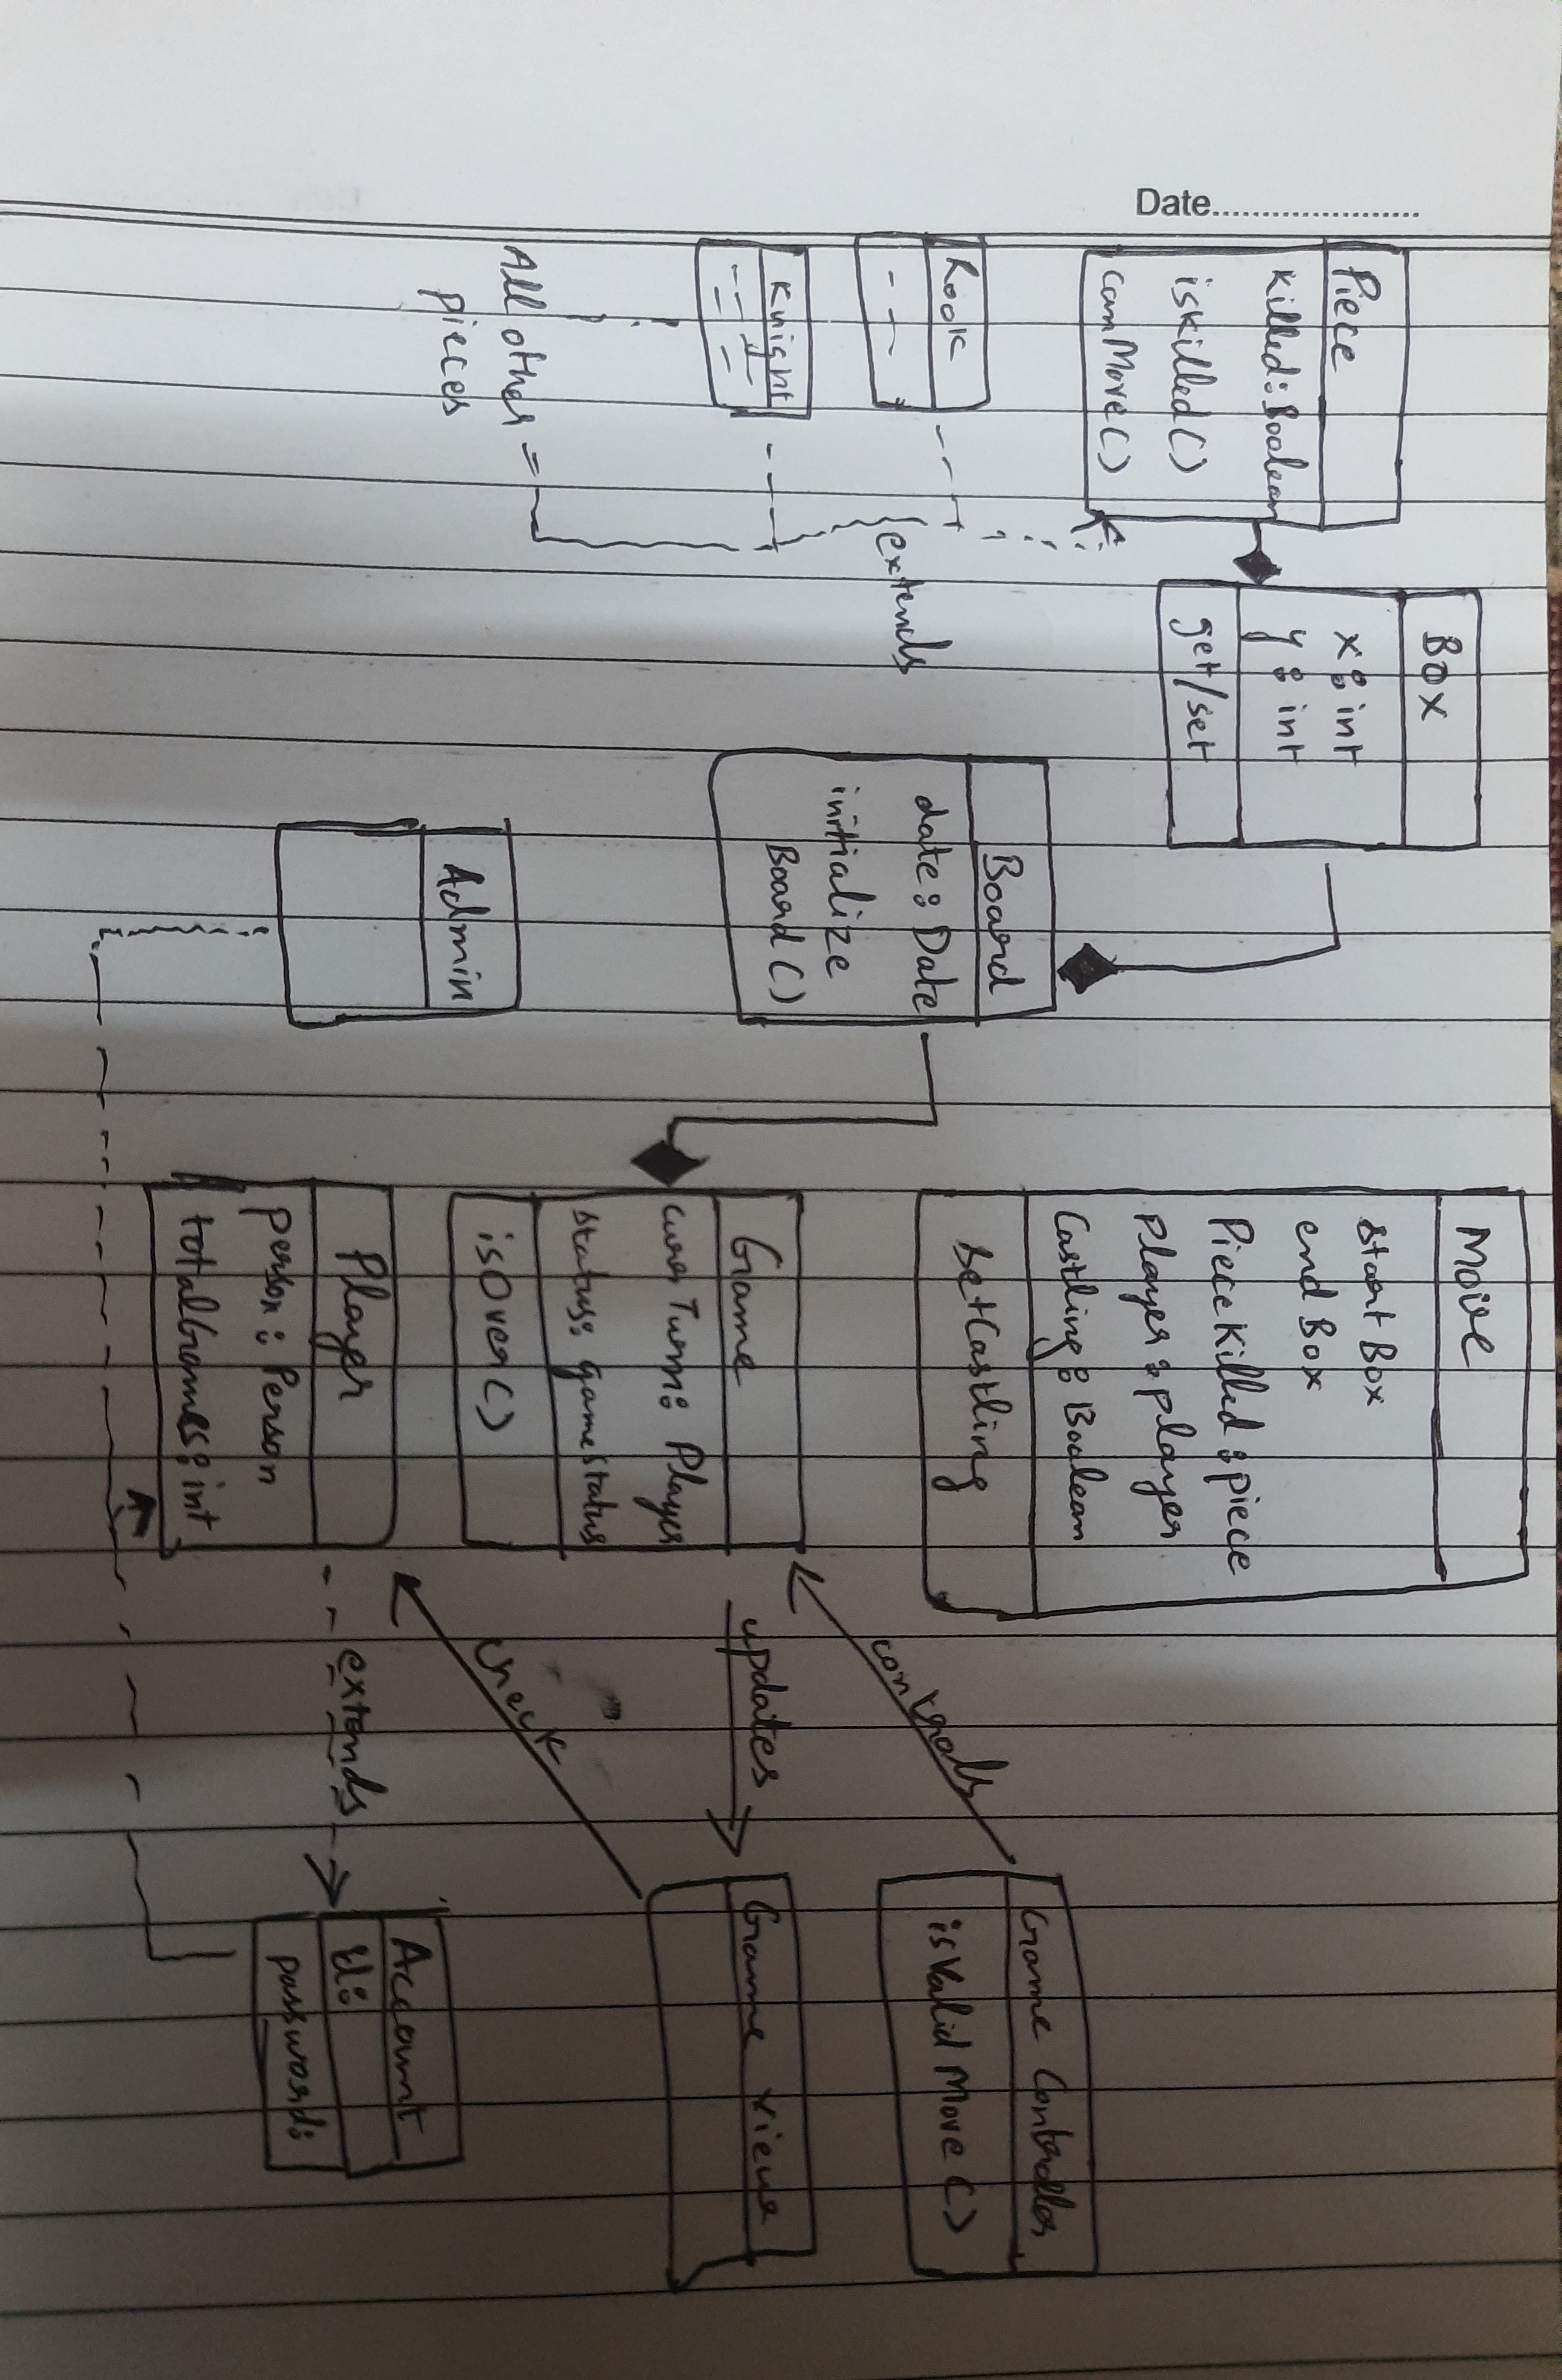 Date
Piece
Killed: Boolean
isKilled()
canMove()
Rook
Knight
All other
pieces
extends
Box
x: int
y: int
get/set
Board
date: Date
initialize
Board()
Admin
Move
start Box
end Box
Piece Killed: piece
Player: player
Castling: Boolean
setCastling
Game
Curr Turn: Player
status: gamestatus
isOver()
Player
Person: Person
totalGames: int
controls
updates
check
extends
Game Controller
isValid Move()
Game View
Account
id:
password: